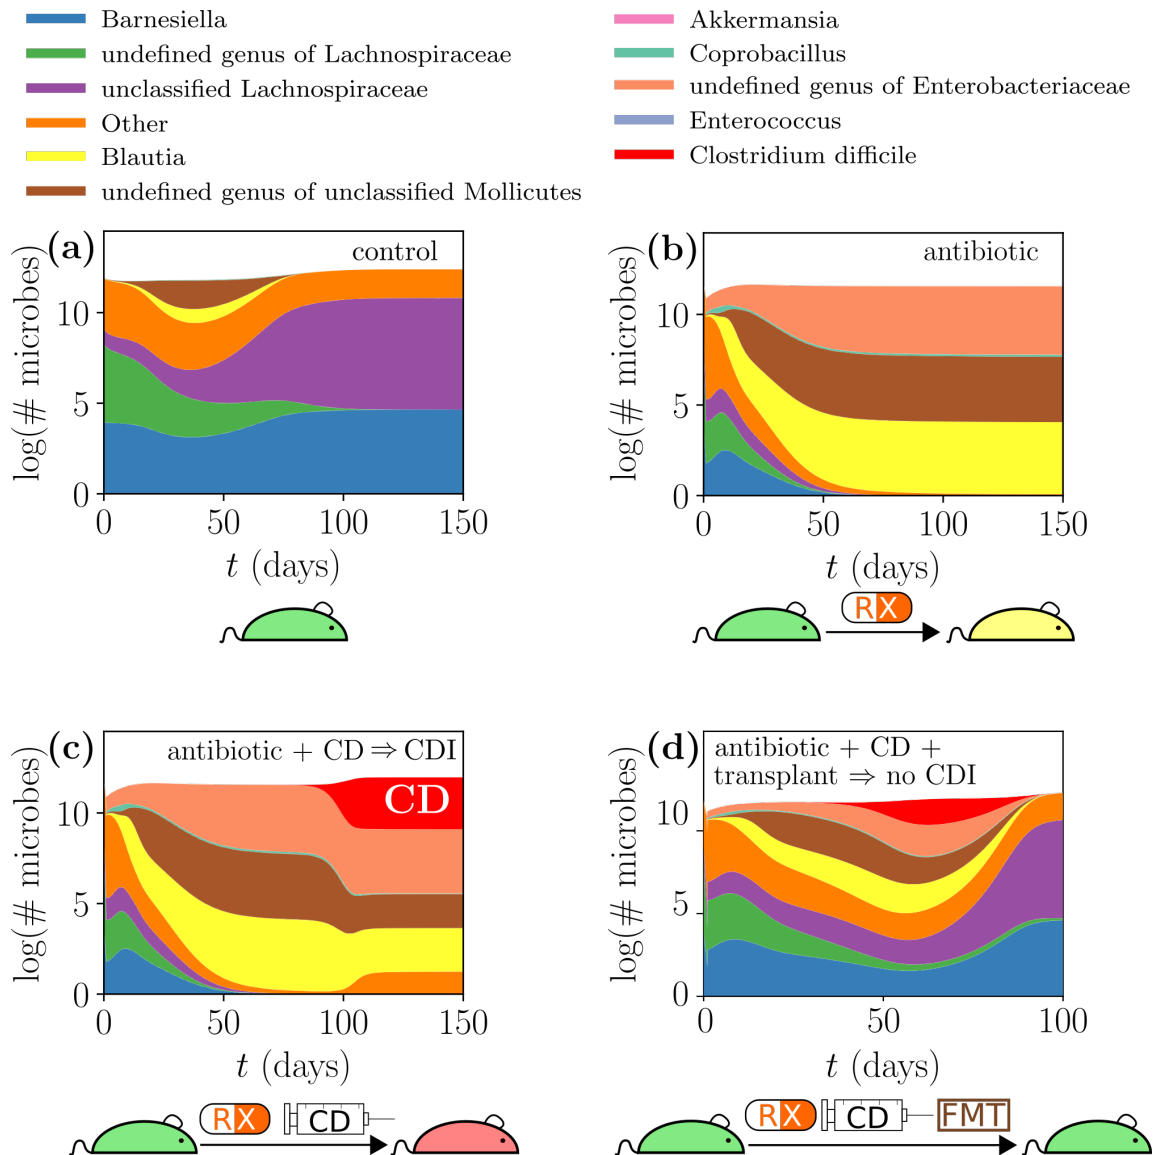 Barnesiella
undefined genus of Lachnospiraceae
unclassified Lachnospiraceae
Other
Blautia
undefined genus of unclassified Mollicutes
Akkermansia
Coprobacillus
undefined genus of Enterobacteriaceae
Enterococcus
Clostridium difficile
(a)
control
log(# microbes)
10
5
0
0 50 100 150
t (days)
(b)
antibiotic
log(# microbes)
10
5
0
0 50 100 150
t (days)
RX
(c)
antibiotic + CD ⇒ CDI
CD
log(# microbes)
10
5
0
0 50 100 150
t (days)
RX CD
(d)
antibiotic + CD +
transplant ⇒ no CDI
log(# microbes)
10
5
0
0 50 100
t (days)
RX CD FMT